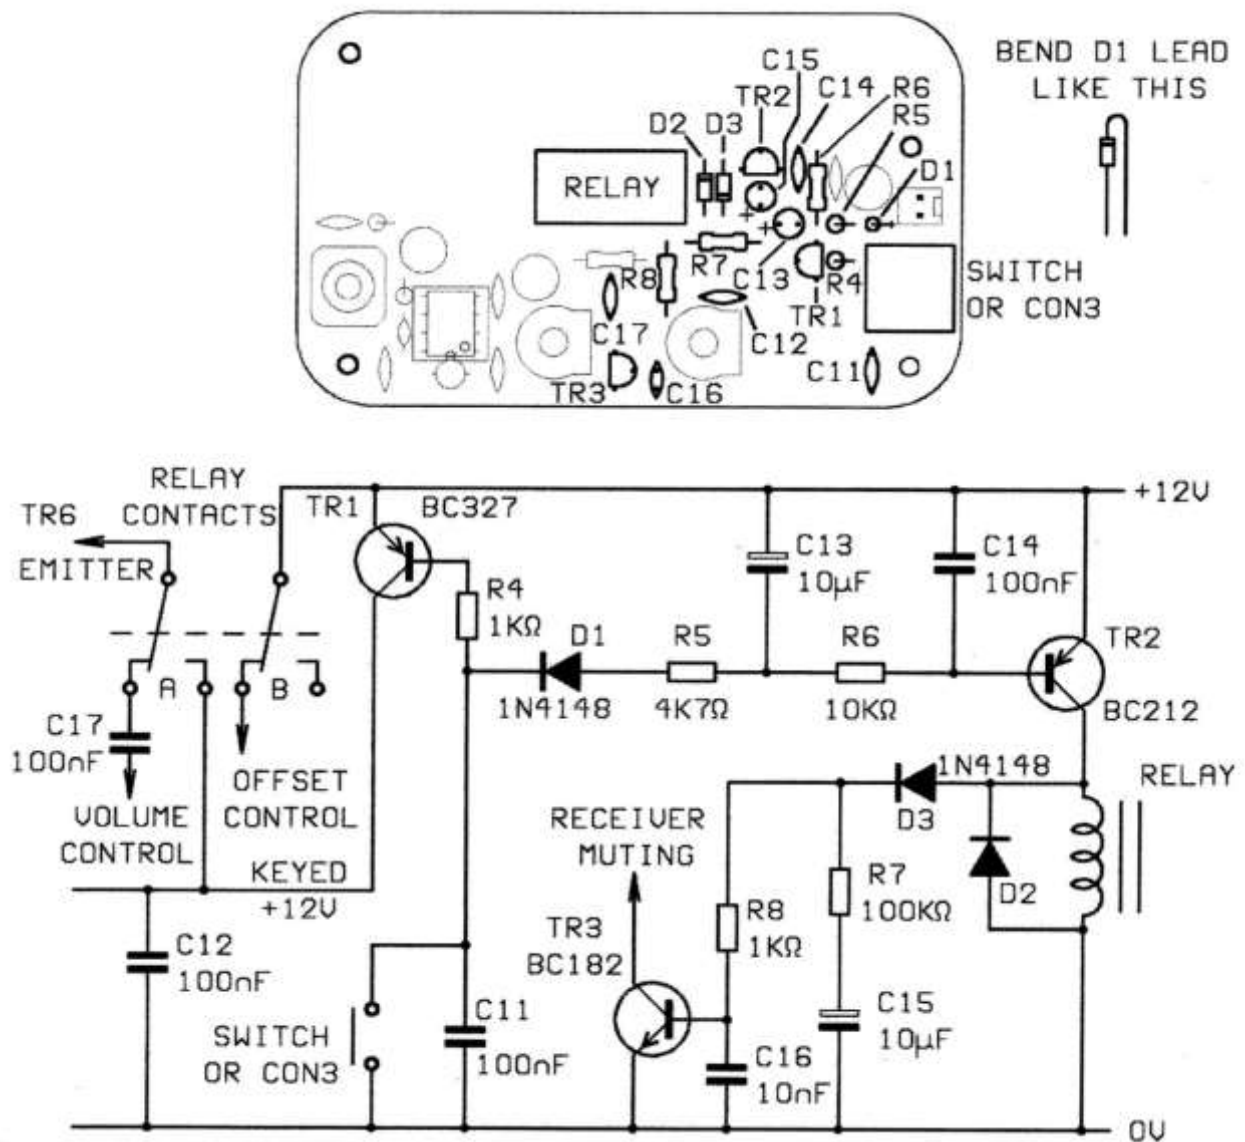 BEND D1 LEAD
LIKE THIS
C15
C14
TR2
R6
D2
D3
R5
RELAY
D1
+
+
R8
R7
C13
R4
SWITCH
OR CON3
TR1
C17
C12
C11
TR3
C16
RELAY
CONTACTS
TR6
EMITTER
TR1
BC327
+12V
C13
10µF
C14
100nF
R4
1KΩ
D1
1N4148
R5
4K7Ω
R6
10KΩ
TR2
BC212
A
B
C17
100nF
VOLUME
CONTROL
OFFSET
CONTROL
KEYED
+12V
RECEIVER
MUTING
1N4148
D3
RELAY
D2
R7
100KΩ
R8
1KΩ
TR3
BC182
C12
100nF
SWITCH
OR CON3
C11
100nF
C15
10µF
C16
10nF
0V